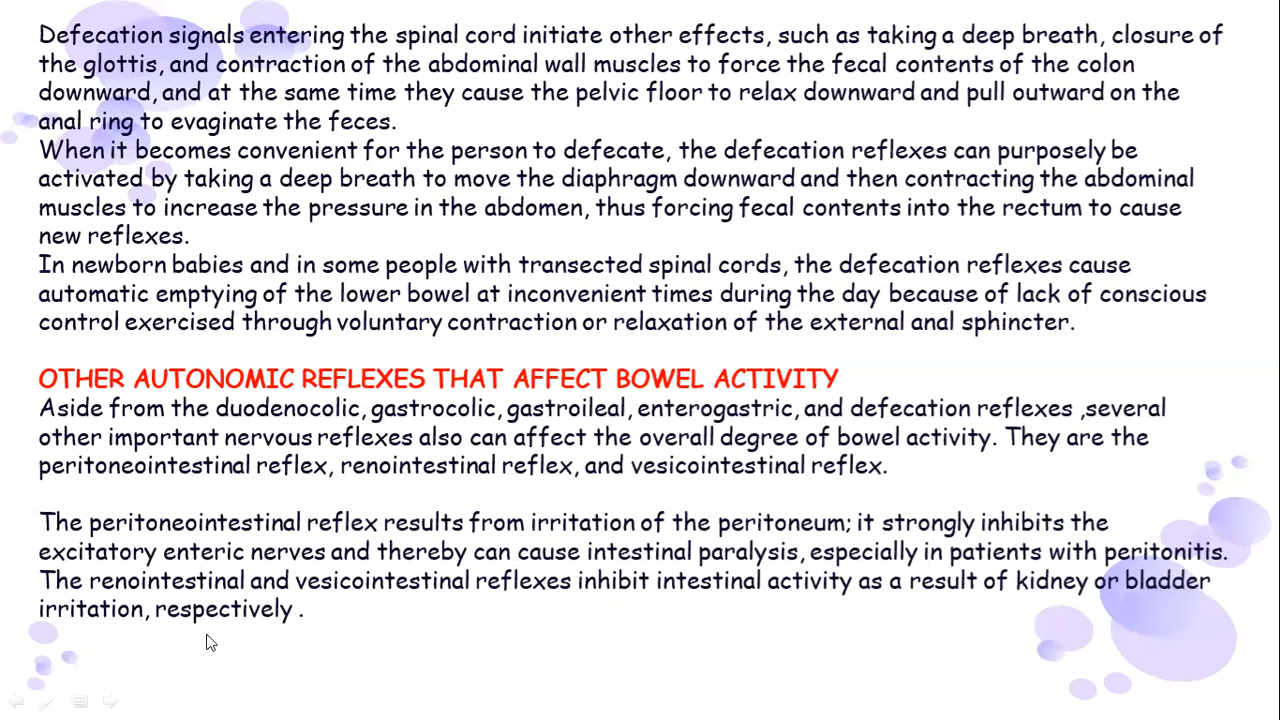 Defecation signals entering the spinal cord initiate other effects, such as taking a deep breath, closure of
the glottis, and contraction of the abdominal wall muscles to force the fecal contents of the colon
downward, and at the same time they cause the pelvic floor to relax downward and pull outward on the
anal ring to evaginate the feces.
When it becomes convenient for the person to defecate, the defecation reflexes can purposely be
activated by taking a deep breath to move the diaphragm downward and then contracting the abdominal
muscles to increase the pressure in the abdomen, thus forcing fecal contents into the rectum to cause
new reflexes.
In newborn babies and in some people with transected spinal cords, the defecation reflexes cause
automatic emptying of the lower bowel at inconvenient times during the day because of lack of conscious
control exercised through voluntary contraction or relaxation of the external anal sphincter.
OTHER AUTONOMIC REFLEXES THAT AFFECT BOWEL ACTIVITY
Aside from the duodenocolic, gastrocolic, gastroileal, enterogastric, and defecation reflexes ,several
other important nervous reflexes also can affect the overall degree of bowel activity. They are the
peritoneointestinal reflex, renointestinal reflex, and vesicointestinal reflex.
The peritoneointestinal reflex results from irritation of the peritoneum; it strongly inhibits the
excitatory enteric nerves and thereby can cause intestinal paralysis, especially in patients with peritonitis.
The renointestinal and vesicointestinal reflexes inhibit intestinal activity as a result of kidney or bladder
irritation, respectively .